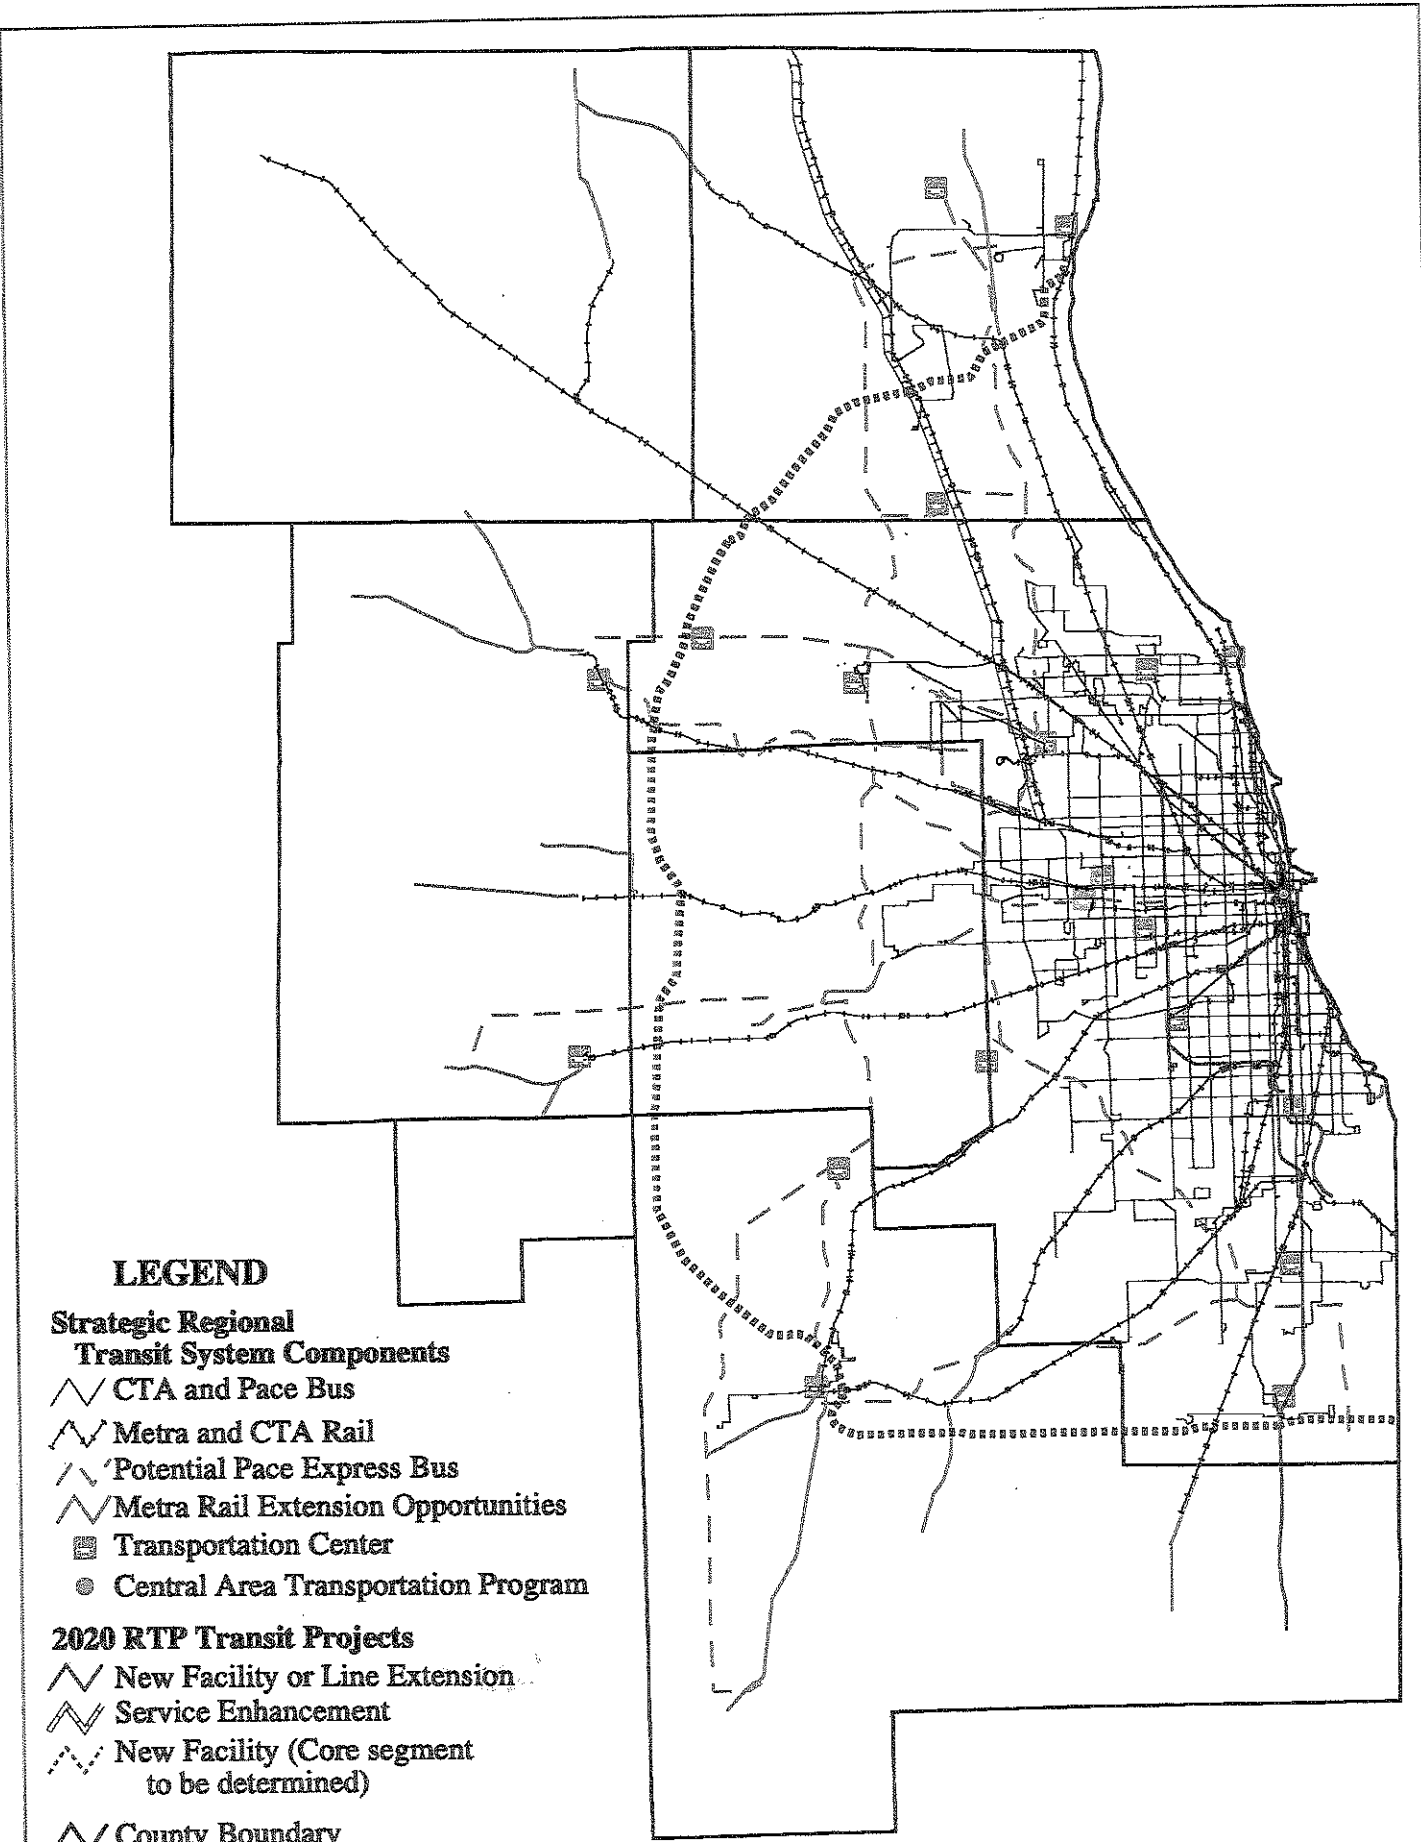 LEGEND
Strategic Regional
Transit System Components
CTA and Pace Bus
Metra and CTA Rail
Potential Pace Express Bus
Metra Rail Extension Opportunities
Transportation Center
Central Area Transportation Program
2020 RTP Transit Projects
New Facility or Line Extension
Service Enhancement
New Facility (Core segment
to be determined)
County Boundary